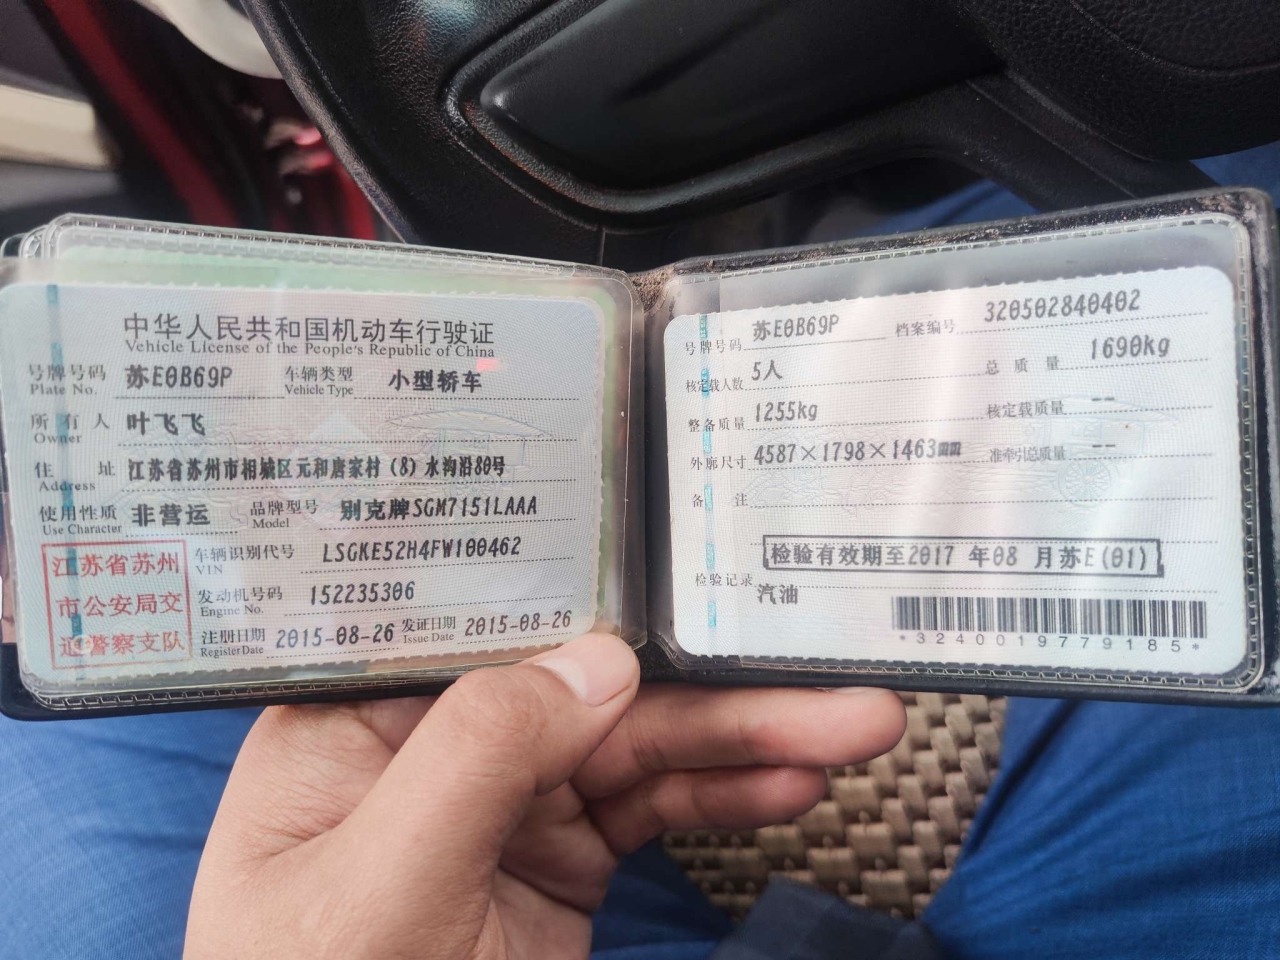 中华人民共和国机动车行驶证
Vehicle License of the People's Republic of China
号牌号码 Plate No. 苏E0B69P 车辆类型 Vehicle Type 小型轿车
所有人 Owner 叶飞飞
住址 Address 江苏省苏州市相城区元和唐家村(8)水沟沿80号
使用性质 Use Character 非营运 品牌型号 Model 别克牌SGM7151LAAA
江苏省苏州市公安局交通警察支队
车辆识别代号 VIN LSGKE52H4FW100462
发动机号码 Engine No. 152235306
注册日期 Register Date 2015-08-26 发证日期 Issue Date 2015-08-26
号牌号码 苏E0B69P 档案编号 320502840402
核定载人数 5人 总质量 1690kg
整备质量 1255kg 核定载质量 --
外廓尺寸 4587×1798×1463mm 准牵引总质量 --
备注
检验有效期至2017 年08 月苏E(01)
检验记录
汽油
*3240019779185*